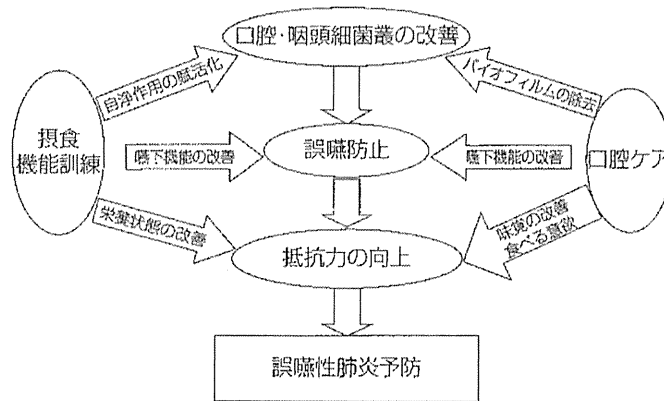 口腔・咽頭細菌叢の改善
自浄作用の賦活化
バイオフィルムの除去
摂食
機能訓練
嚥下機能の改善
誤嚥防止
嚥下機能の改善
口腔ケア
栄養状態の改善
味覚の改善
食べる意欲
抵抗力の向上
誤嚥性肺炎予防